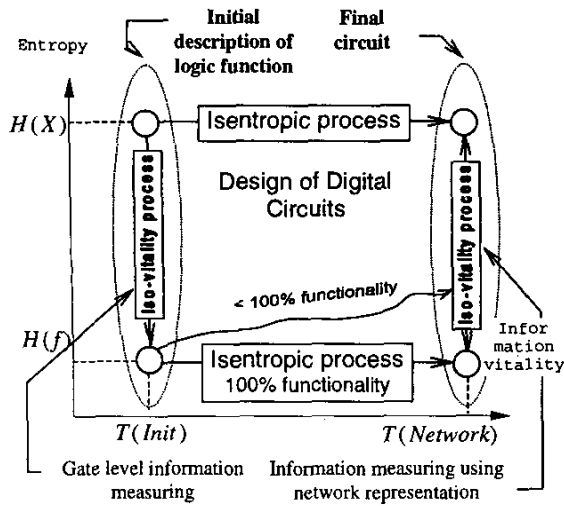 Initial
description of
logic function
Final
circuit
Entropy
H(X)
Isentropic process
Iso-vitality process
Iso-vitality process
Design of Digital
Circuits
< 100% functionality
H(f)
Isentropic process
100% functionality
Infor
mation
vitality
T(Init)
T(Network)
Gate level information
measuring
Information measuring using
network representation